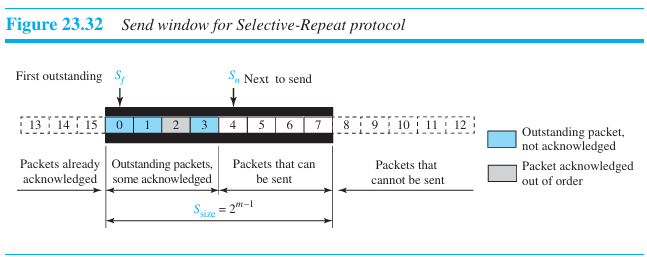 Figure 23.32 Send window for Selective-Repeat protocol
First outstanding S_f S_n Next to send
13 14 15 0 1 2 3 4 5 6 7 8 9 10 11 12
Outstanding packet,
not acknowledged
Packet acknowledged
out of order
Packets already
acknowledged
Outstanding packets,
some acknowledged
Packets that can
be sent
Packets that
cannot be sent
S_size = 2^m–1